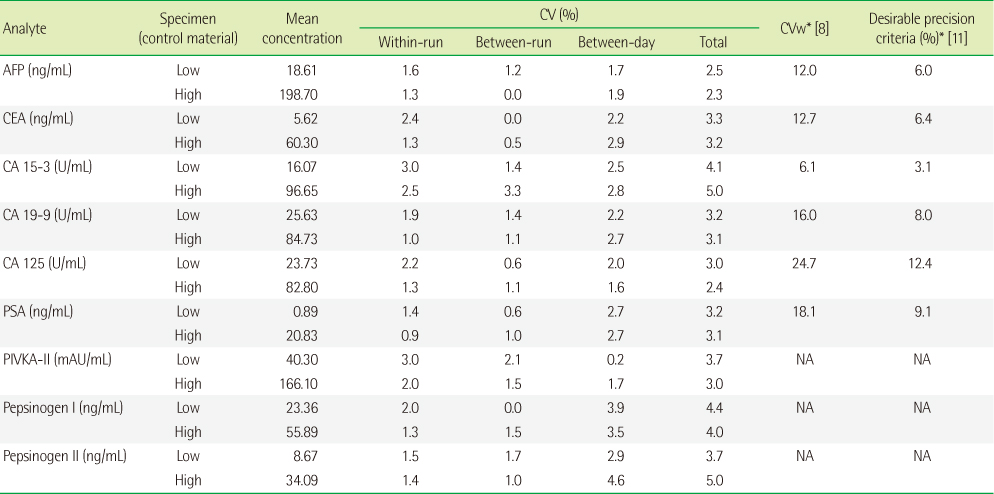 Analyte Specimen (control material) Mean concentration CV (%) CVw* [8] Desirable precision criteria (%)* [11]
Within-run Between-run Between-day Total
AFP (ng/mL) Low 18.61 1.6 1.2 1.7 2.5 12.0 6.0
High 198.70 1.3 0.0 1.9 2.3
CEA (ng/mL) Low 5.62 2.4 0.0 2.2 3.3 12.7 6.4
High 60.30 1.3 0.5 2.9 3.2
CA 15-3 (U/mL) Low 16.07 3.0 1.4 2.5 4.1 6.1 3.1
High 96.65 2.5 3.3 2.8 5.0
CA 19-9 (U/mL) Low 25.63 1.9 1.4 2.2 3.2 16.0 8.0
High 84.73 1.0 1.1 2.7 3.1
CA 125 (U/mL) Low 23.73 2.2 0.6 2.0 3.0 24.7 12.4
High 82.80 1.3 1.1 1.6 2.4
PSA (ng/mL) Low 0.89 1.4 0.6 2.7 3.2 18.1 9.1
High 20.83 0.9 1.0 2.7 3.1
PIVKA-II (mAU/mL) Low 40.30 3.0 2.1 0.2 3.7 NA NA
High 166.10 2.0 1.5 1.7 3.0
Pepsinogen I (ng/mL) Low 23.36 2.0 0.0 3.9 4.4 NA NA
High 55.89 1.3 1.5 3.5 4.0
Pepsinogen II (ng/mL) Low 8.67 1.5 1.7 2.9 3.7 NA NA
High 34.09 1.4 1.0 4.6 5.0